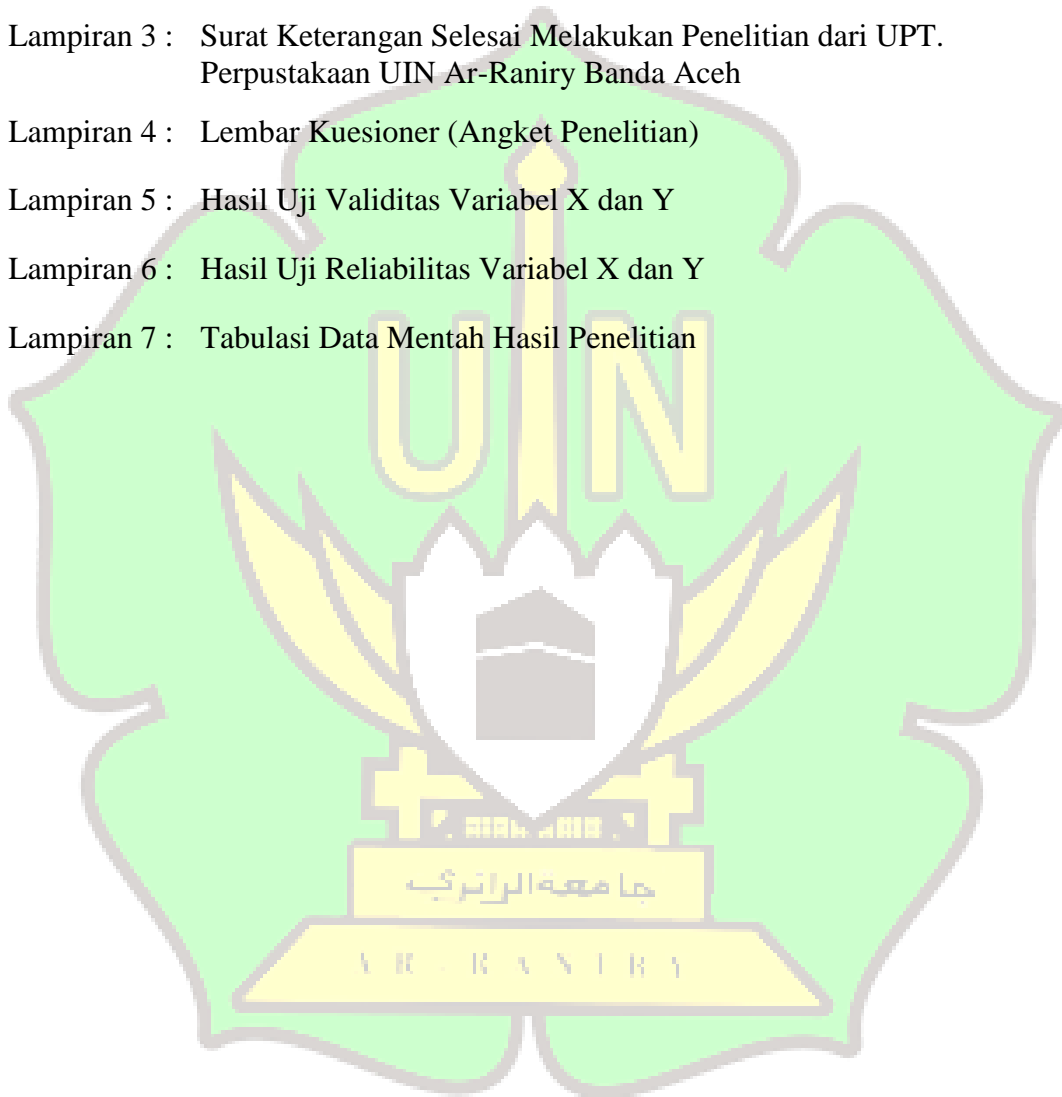 Lampiran 3 : Surat Keterangan Selesai Melakukan Penelitian dari UPT.
Perpustakaan UIN Ar-Raniry Banda Aceh
Lampiran 4 : Lembar Kuesioner (Angket Penelitian)
Lampiran 5 : Hasil Uji Validitas Variabel X dan Y
Lampiran 6 : Hasil Uji Reliabilitas Variabel X dan Y
Lampiran 7 : Tabulasi Data Mentah Hasil Penelitian
UIN
جامعةالرانري
AR-RANIRY